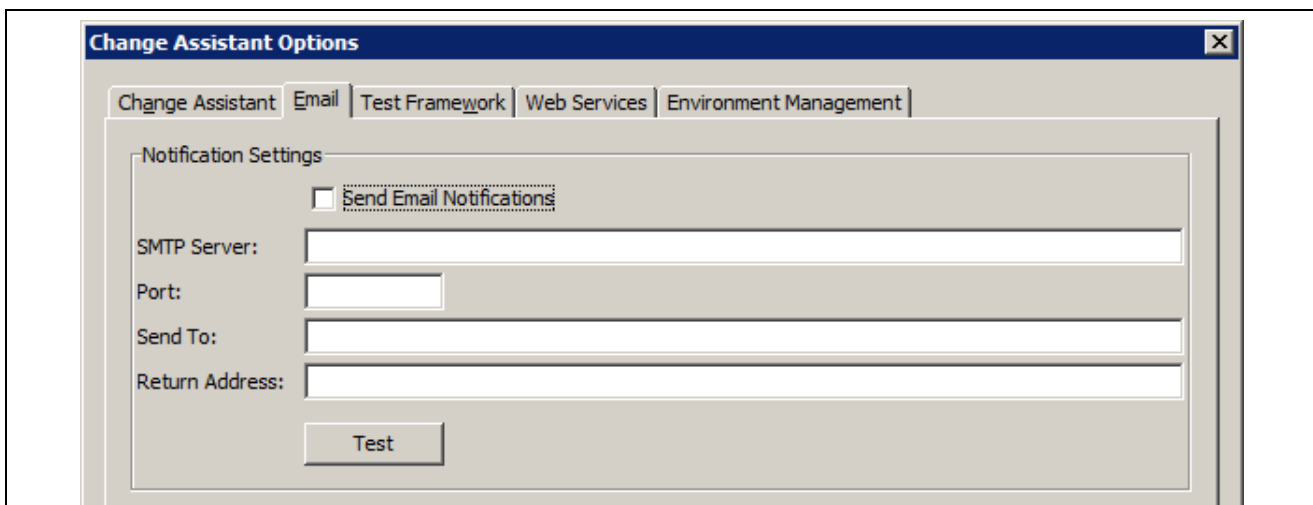 Change Assistant Options
Change Assistant Email Test Framework Web Services Environment Management
Notification Settings
Send Email Notifications
SMTP Server:
Port:
Send To:
Return Address:
Test